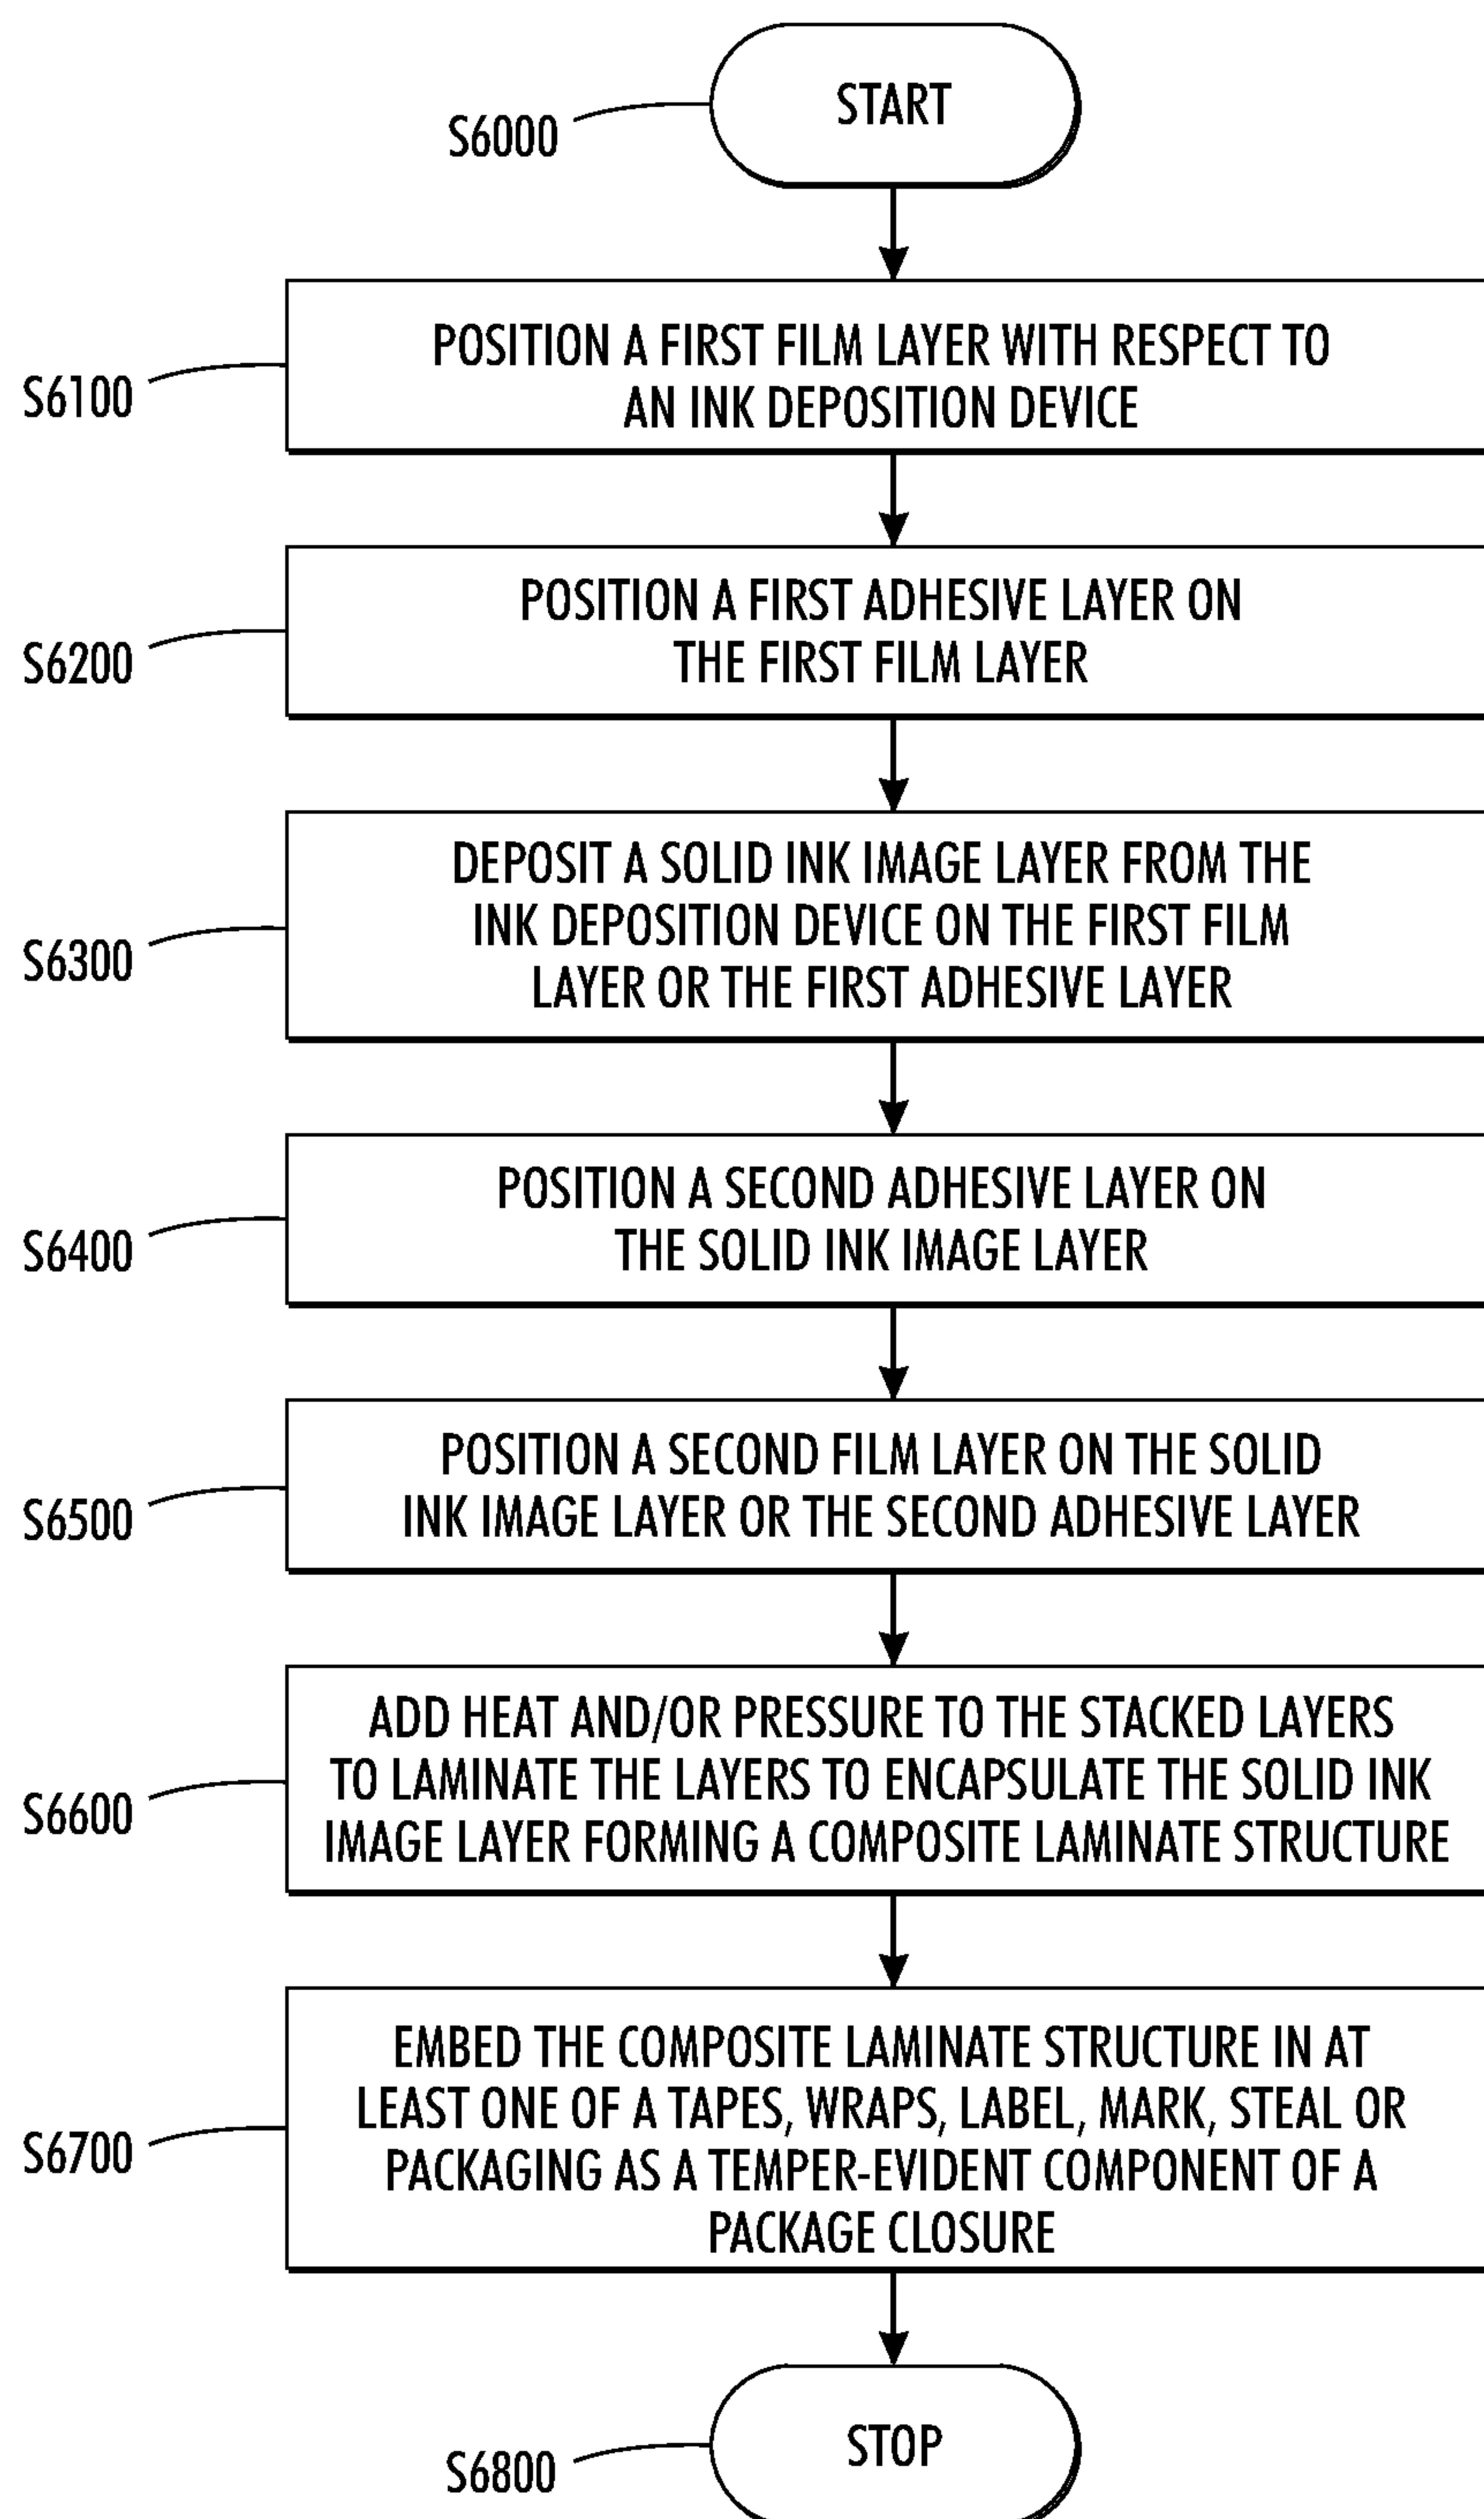 START
S6000
POSITION A FIRST FILM LAYER WITH RESPECT TO
AN INK DEPOSITION DEVICE
S6100
POSITION A FIRST ADHESIVE LAYER ON
THE FIRST FILM LAYER
S6200
DEPOSIT A SOLID INK IMAGE LAYER FROM THE
INK DEPOSITION DEVICE ON THE FIRST FILM
LAYER OR THE FIRST ADHESIVE LAYER
S6300
POSITION A SECOND ADHESIVE LAYER ON
THE SOLID INK IMAGE LAYER
S6400
POSITION A SECOND FILM LAYER ON THE SOLID
INK IMAGE LAYER OR THE SECOND ADHESIVE LAYER
S6500
ADD HEAT AND/OR PRESSURE TO THE STACKED LAYERS
TO LAMINATE THE LAYERS TO ENCAPSULATE THE SOLID INK
IMAGE LAYER FORMING A COMPOSITE LAMINATE STRUCTURE
S6600
EMBED THE COMPOSITE LAMINATE STRUCTURE IN AT
LEAST ONE OF A TAPES, WRAPS, LABEL, MARK, STEAL OR
PACKAGING AS A TEMPER-EVIDENT COMPONENT OF A
PACKAGE CLOSURE
S6700
STOP
S6800